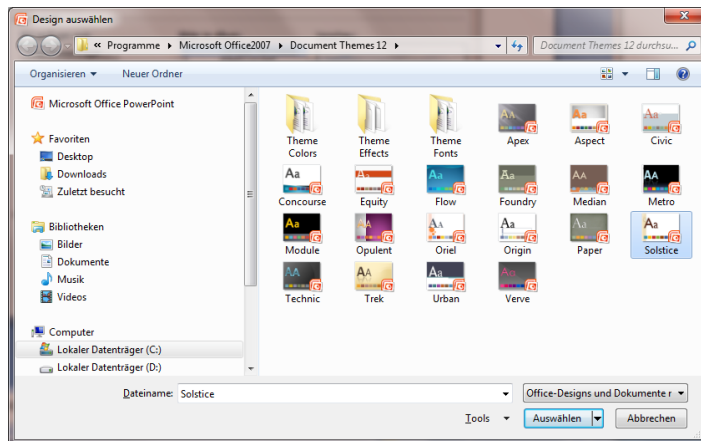 Design auswählen
« Programme Microsoft Office2007 Document Themes 12
Document Themes 12 durchsu...
Organisieren Neuer Ordner
Microsoft Office PowerPoint
Favoriten
Desktop
Downloads
Zuletzt besucht
Bibliotheken
Bilder
Dokumente
Musik
Videos
Computer
Lokaler Datenträger (C:)
Lokaler Datenträger (D:)
Theme Colors
Theme Effects
Theme Fonts
Apex
Aspect
Civic
Concourse
Equity
Flow
Foundry
Median
Metro
Module
Opulent
Oriel
Origin
Paper
Solstice
Technic
Trek
Urban
Verve
Dateiname: Solstice
Office-Designs und Dokumente r
Tools Auswählen Abbrechen